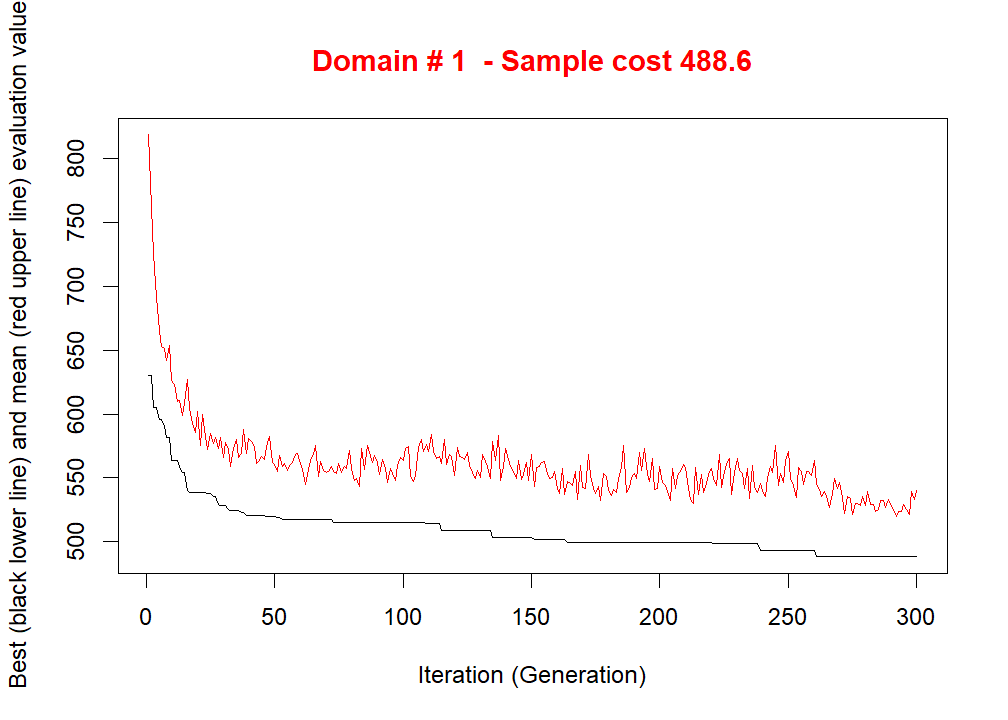 Domain # 1  - Sample cost 488.6
Best (black lower line) and mean (red upper line) evaluation value
800
750
700
650
600
550
500
0 50 100 150 200 250 300
Iteration (Generation)